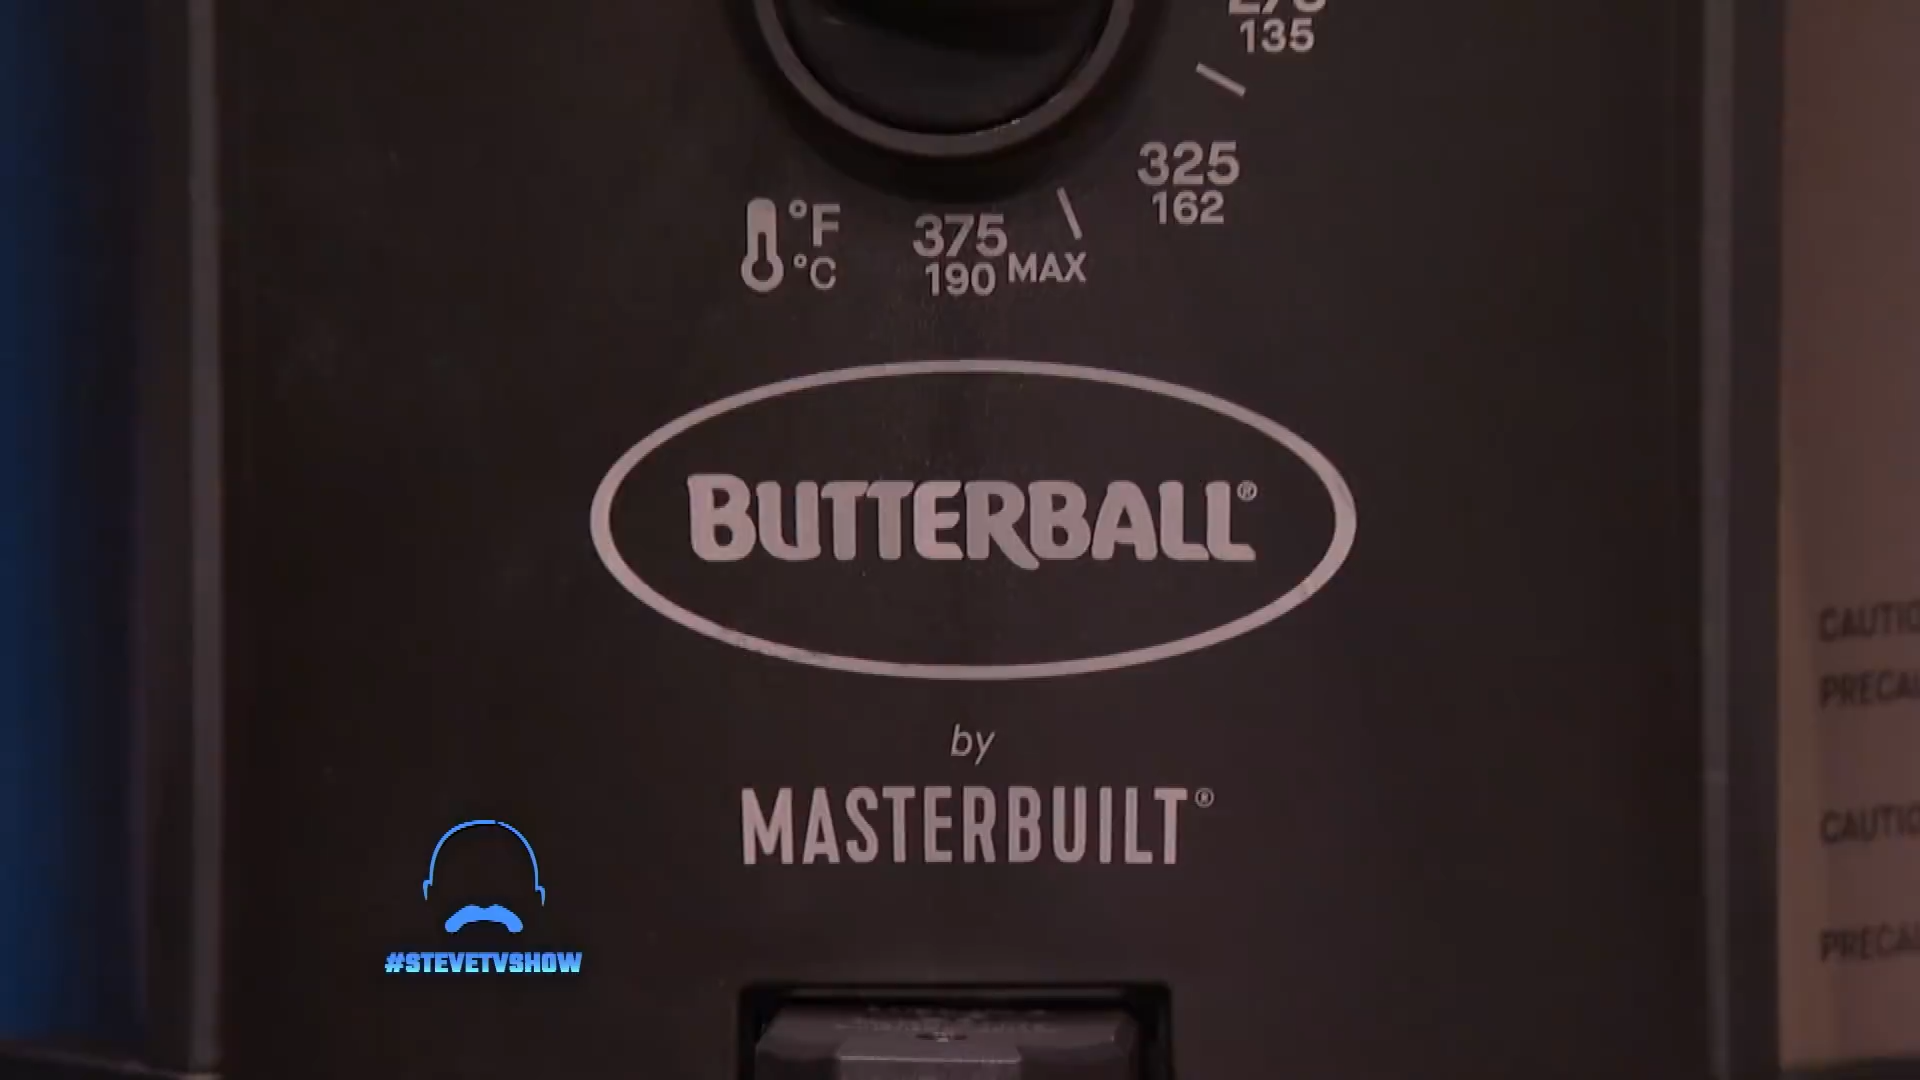 135
325
162
°F
°C
375
190 MAX
BUTTERBALL®
by
MASTERBUILT®
#STEVETVSHOW